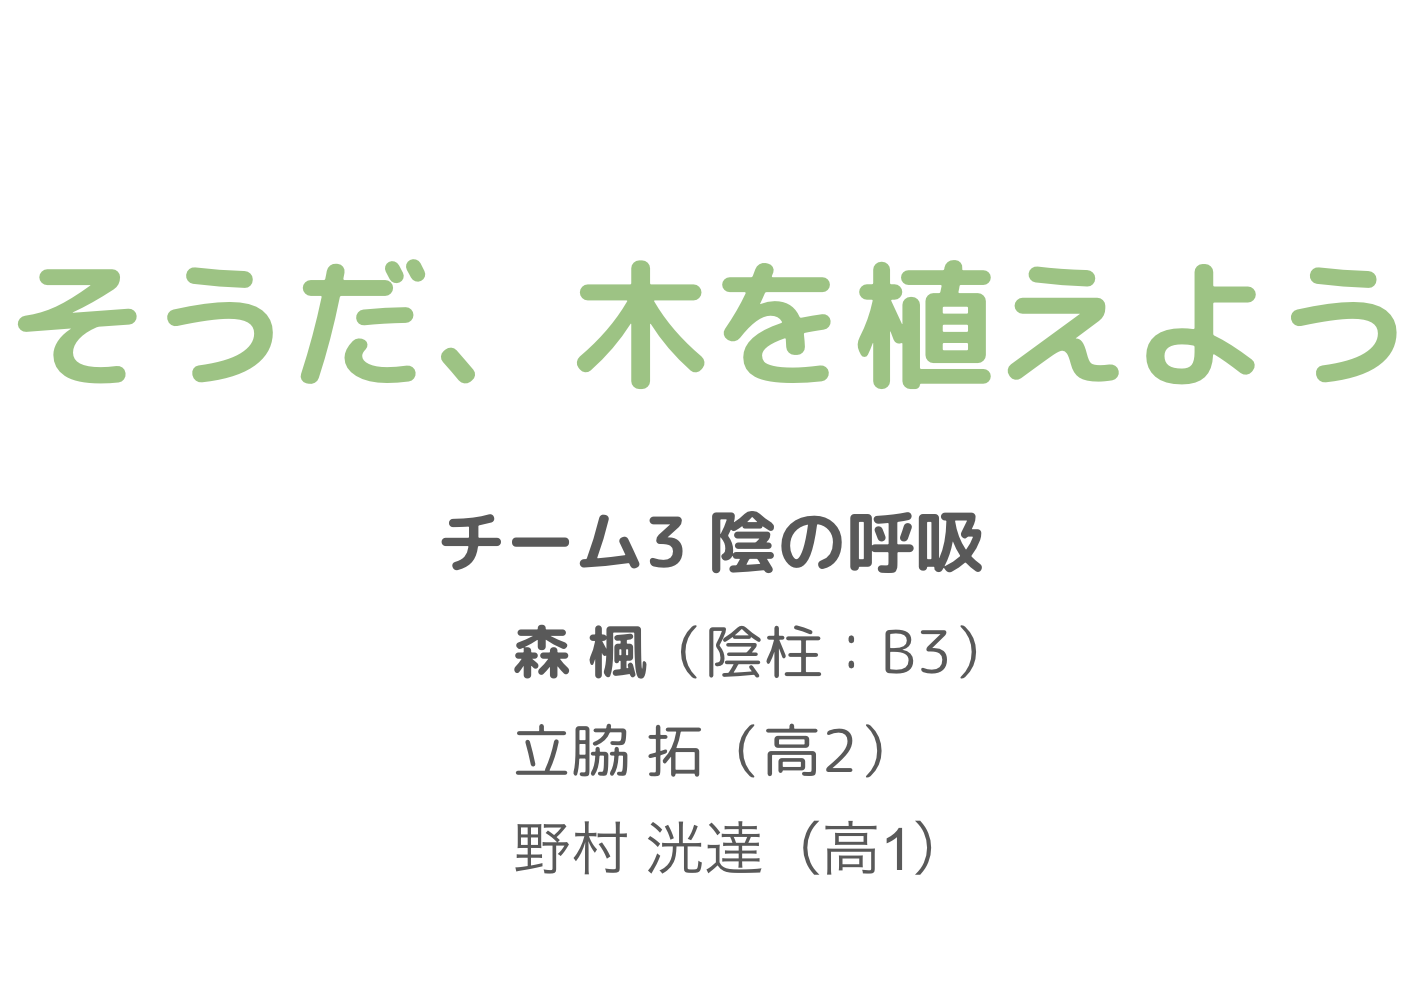 そうだ、木を植えよう
チーム3 陰の呼吸
森 楓（陰柱：B3）
立脇 拓（高2）
野村 洸達（高1）